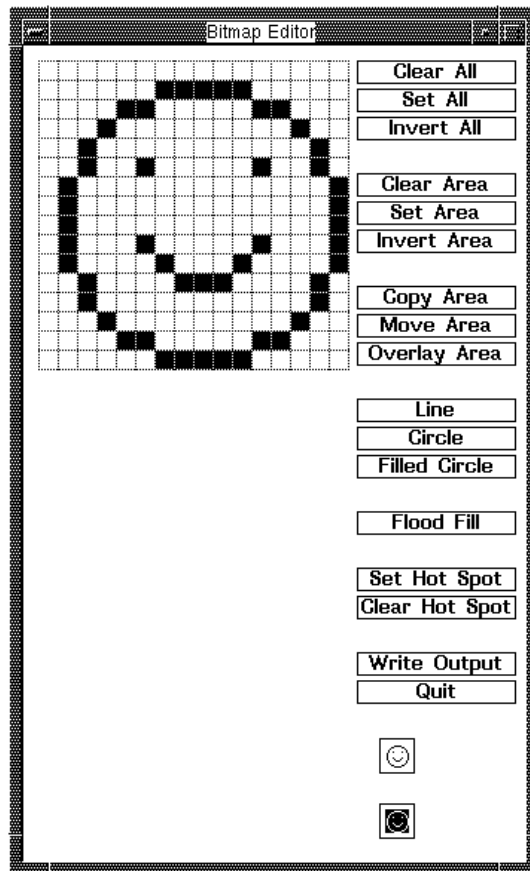 Bitmap Editor
Clear All
Set All
Invert All
Clear Area
Set Area
Invert Area
Copy Area
Move Area
Overlay Area
Line
Circle
Filled Circle
Flood Fill
Set Hot Spot
Clear Hot Spot
Write Output
Quit